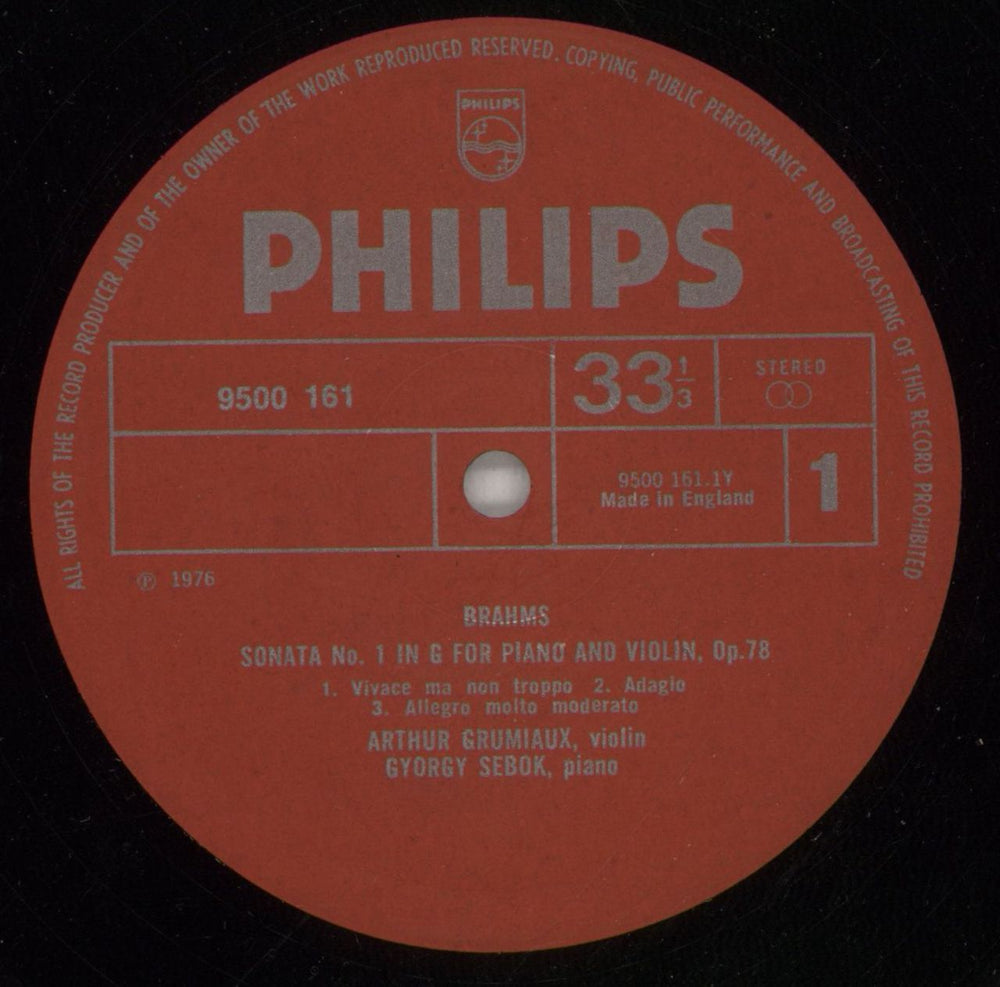 ALL RIGHTS OF THE RECORD PRODUCER AND OF THE OWNER OF THE WORK REPRODUCED RESERVED. COPYING, PUBLIC PERFORMANCE AND BROADCASTING OF THIS RECORD PROHIBITED
PHILIPS
PHILIPS
9500 161
33 1/3
STEREO
9500 161.1Y
Made in England
1
℗ 1976
BRAHMS
SONATA No. 1 IN G FOR PIANO AND VIOLIN, Op.78
1. Vivace ma non troppo 2. Adagio
3. Allegro molto moderato
ARTHUR GRUMIAUX, violin
GYORGY SEBOK, piano